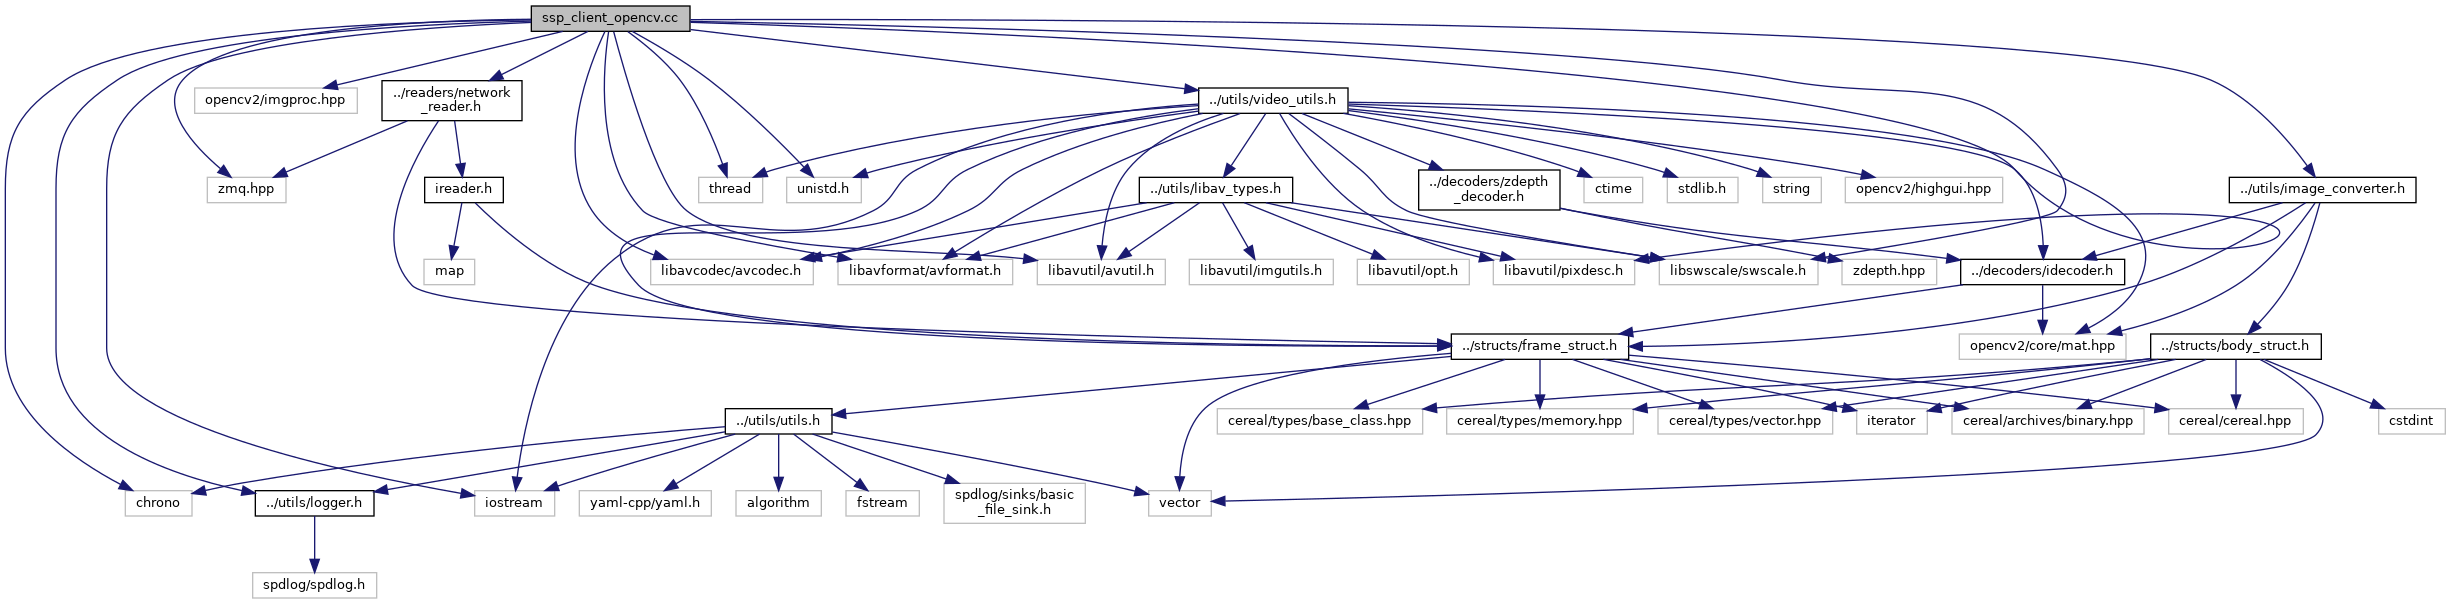 ssp_client_opencv.cc
opencv2/imgproc.hpp
../readers/network
_reader.h
../utils/video_utils.h
zmq.hpp
ireader.h
thread
unistd.h
../utils/libav_types.h
../decoders/zdepth
_decoder.h
ctime
stdlib.h
string
opencv2/highgui.hpp
../utils/image_converter.h
map
libavcodec/avcodec.h
libavformat/avformat.h
libavutil/avutil.h
libavutil/imgutils.h
libavutil/opt.h
libavutil/pixdesc.h
libswscale/swscale.h
zdepth.hpp
../decoders/idecoder.h
../structs/frame_struct.h
opencv2/core/mat.hpp
../structs/body_struct.h
../utils/utils.h
cereal/types/base_class.hpp
cereal/types/memory.hpp
cereal/types/vector.hpp
iterator
cereal/archives/binary.hpp
cereal/cereal.hpp
cstdint
chrono
../utils/logger.h
iostream
yaml-cpp/yaml.h
algorithm
fstream
spdlog/sinks/basic
_file_sink.h
vector
spdlog/spdlog.h